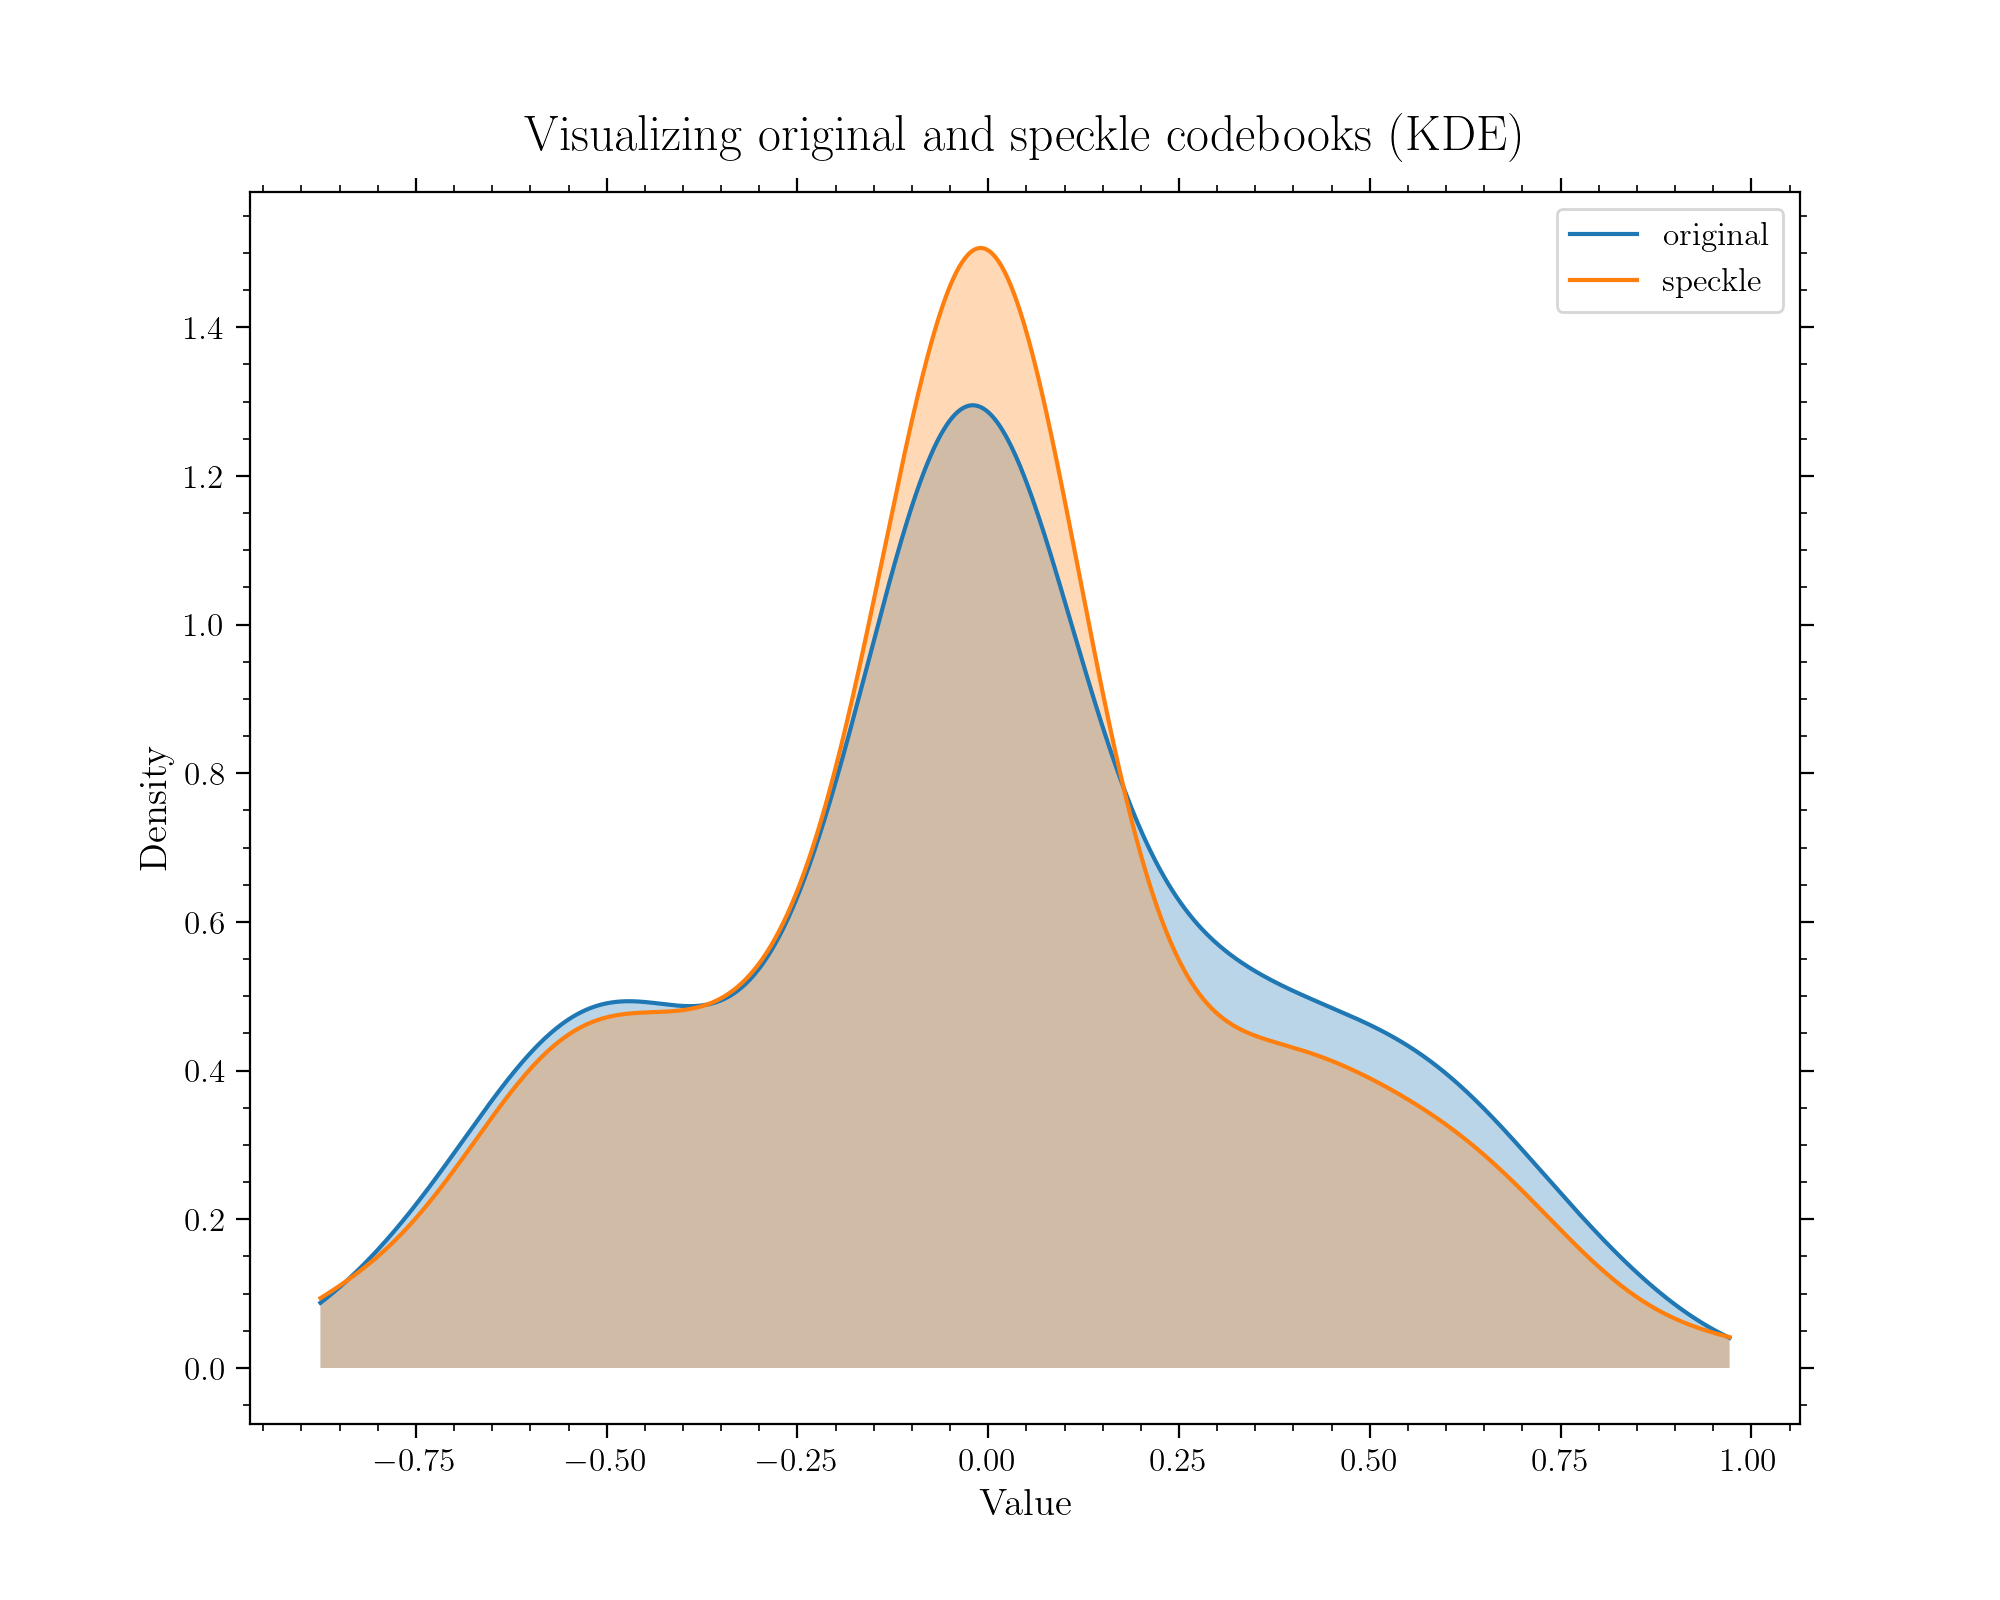 Visualizing original and speckle codebooks (KDE)
original
speckle
1.4
1.2
1.0
0.8
0.6
0.4
0.2
0.0
Density
−0.75 −0.50 −0.25 0.00 0.25 0.50 0.75 1.00
Value